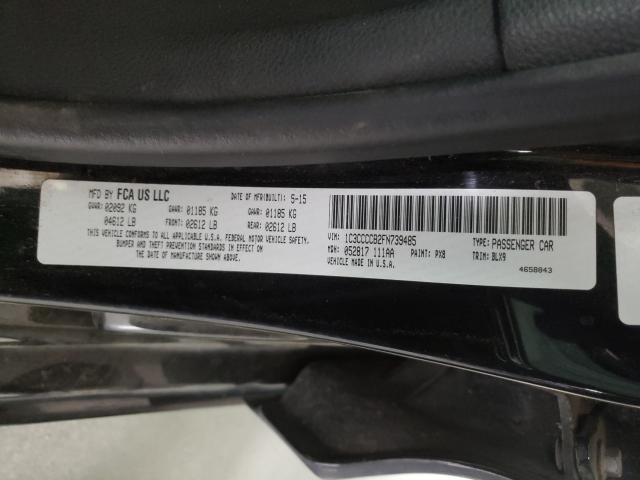 MFD BY FCA US LLC DATE OF MFR(BUILT): 5-15
GVWR: 02092 KG GAWR: 01185 KG GAWR: 01185 KG
04612 LB FRONT: 02612 LB REAR: 02612 LB
THIS VEHICLE CONFORMS TO ALL APPLICABLE U.S.A. FEDERAL MOTOR VEHICLE SAFETY,
BUMPER AND THEFT PREVENTION STANDARDS IN EFFECT ON
THE DATE OF MANUFACTURE SHOWN ABOVE.
VIN: 1C3CCCCB2FN739485 TYPE: PASSENGER CAR
MDH: 052817 111AA PAINT: PX8 TRIM: BLX9
VEHICLE MADE IN U.S.A.
4658843